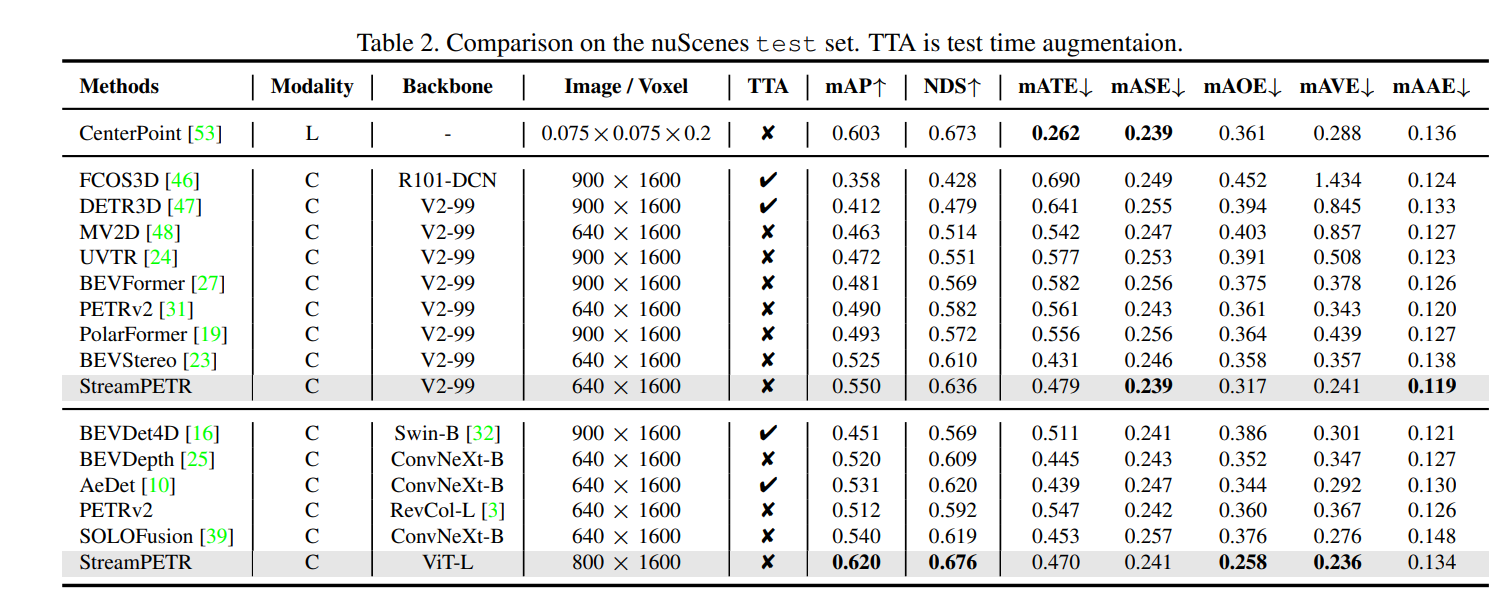 Table 2. Comparison on the nuScenes test set. TTA is test time augmentaion.
Methods Modality Backbone Image / Voxel TTA mAP↑ NDS↑ mATE↓ mASE↓ mAOE↓ mAVE↓ mAAE↓
CenterPoint [53] L - 0.075×0.075×0.2 ✘ 0.603 0.673 0.262 0.239 0.361 0.288 0.136
FCOS3D [46] C R101-DCN 900 × 1600 ✔ 0.358 0.428 0.690 0.249 0.452 1.434 0.124
DETR3D [47] C V2-99 900 × 1600 ✔ 0.412 0.479 0.641 0.255 0.394 0.845 0.133
MV2D [48] C V2-99 640 × 1600 ✘ 0.463 0.514 0.542 0.247 0.403 0.857 0.127
UVTR [24] C V2-99 900 × 1600 ✘ 0.472 0.551 0.577 0.253 0.391 0.508 0.123
BEVFormer [27] C V2-99 900 × 1600 ✘ 0.481 0.569 0.582 0.256 0.375 0.378 0.126
PETRv2 [31] C V2-99 640 × 1600 ✘ 0.490 0.582 0.561 0.243 0.361 0.343 0.120
PolarFormer [19] C V2-99 900 × 1600 ✘ 0.493 0.572 0.556 0.256 0.364 0.439 0.127
BEVStereo [23] C V2-99 640 × 1600 ✘ 0.525 0.610 0.431 0.246 0.358 0.357 0.138
StreamPETR C V2-99 640 × 1600 ✘ 0.550 0.636 0.479 0.239 0.317 0.241 0.119
BEVDet4D [16] C Swin-B [32] 900 × 1600 ✔ 0.451 0.569 0.511 0.241 0.386 0.301 0.121
BEVDepth [25] C ConvNeXt-B 640 × 1600 ✘ 0.520 0.609 0.445 0.243 0.352 0.347 0.127
AeDet [10] C ConvNeXt-B 640 × 1600 ✔ 0.531 0.620 0.439 0.247 0.344 0.292 0.130
PETRv2 C RevCol-L [3] 640 × 1600 ✘ 0.512 0.592 0.547 0.242 0.360 0.367 0.126
SOLOFusion [39] C ConvNeXt-B 640 × 1600 ✘ 0.540 0.619 0.453 0.257 0.376 0.276 0.148
StreamPETR C ViT-L 800 × 1600 ✘ 0.620 0.676 0.470 0.241 0.258 0.236 0.134